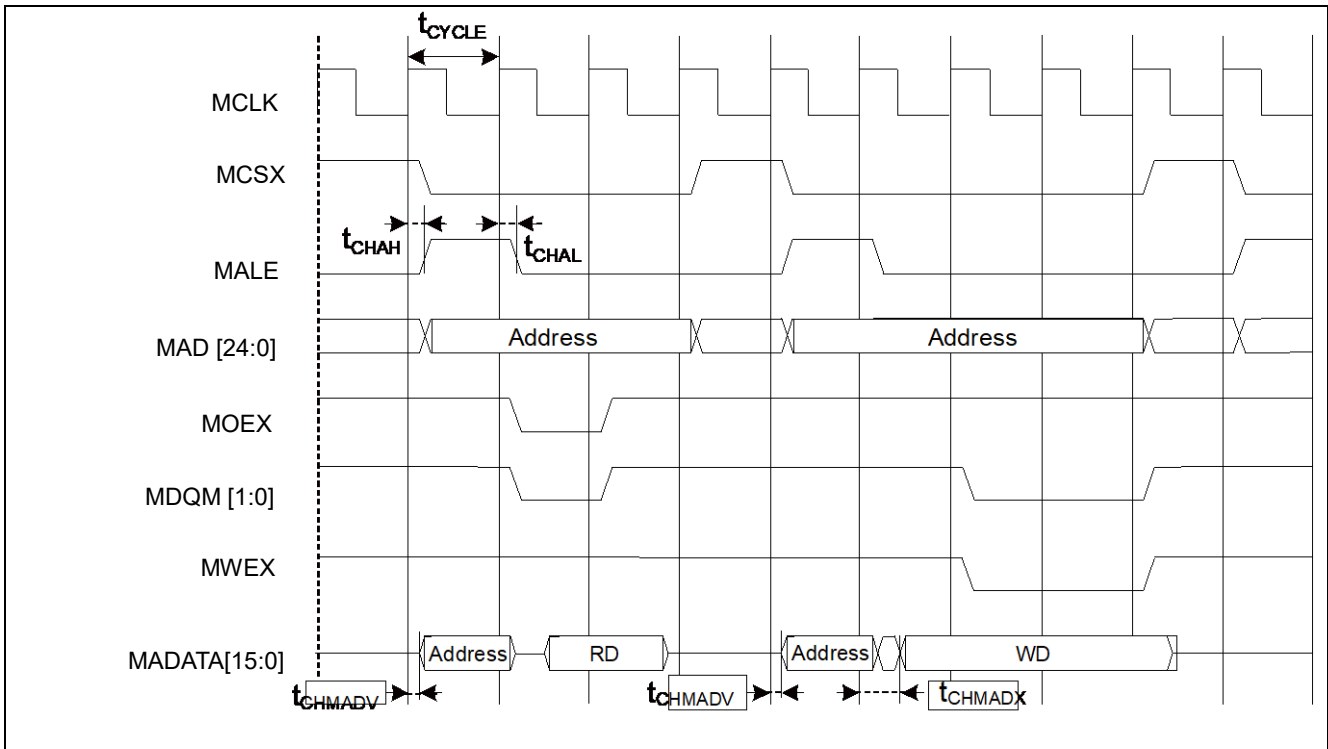 tCYCLE
MCLK
MCSX
tCHAH
tCHAL
MALE
MAD [24:0]
Address
Address
MOEX
MDQM [1:0]
MWEX
MADATA[15:0]
Address
RD
Address
WD
tCHMADV
tCHMADV
tCHMADX